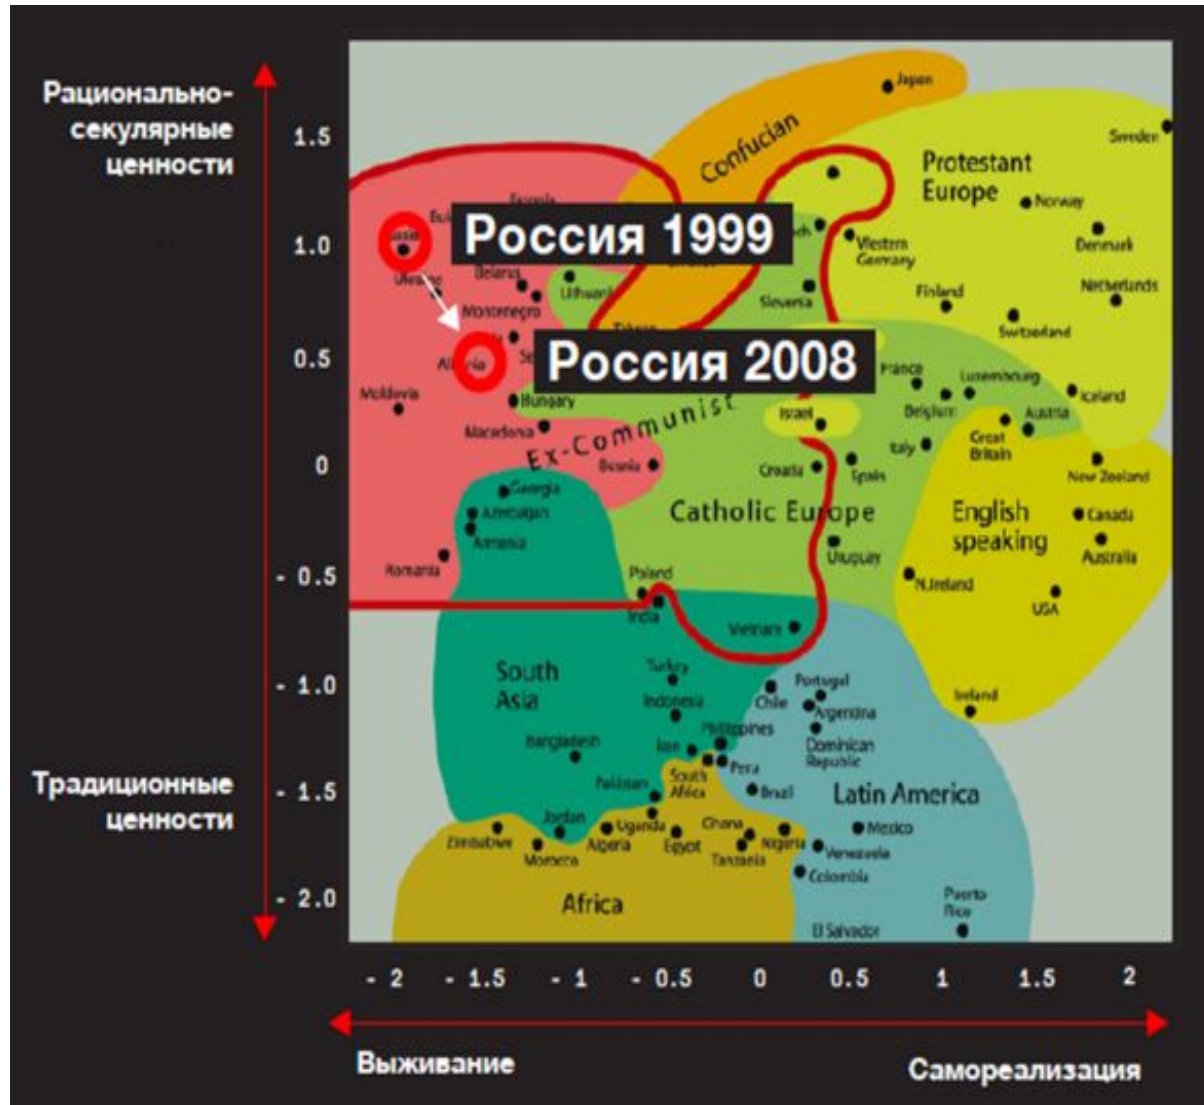 Рационально-
секулярные
ценности
1.5
1.0
0.5
0
- 0.5
- 1.0
- 1.5
- 2.0
Традиционные
ценности
Japan
Confucian
Sweden
Protestant
Europe
Norway
Denmark
Россия 1999
Western
Germany
Belarus
Lithuani
Slovenia
Finland
Netherlands
Montenegro
Switzerland
Россия 2008
France
Luxembourg
Moldavia
Hungary
Belgium
Iceland
Austria
Israel
Macedonia
Ex-Communist
Italy
Great
Britain
Bosnia
Croatia
Spain
New Zeeland
Georgia
Azerbaijan
Armenia
Catholic Europe
English
speaking
Canada
Australia
Romania
Uruguay
Poland
N.Ireland
India
USA
Vietnam
South
Asia
Turkey
Indonesia
Chile
Portugal
Argentina
Ireland
Bangladesh
Iran
Philippines
Dominican
Republic
Pakistan
South
Africa
Peru
Brazil
Latin America
Zimbabwe
Jordan
Morocco
Uganda
Algeria
Egypt
Ghana
Tanzania
Nigeria
Mexico
Venezuela
Colombia
Africa
Puerto
Rico
El Salvador
- 2
- 1.5
- 1
- 0.5
0
0.5
1
1.5
2
Выживание
Самореализация